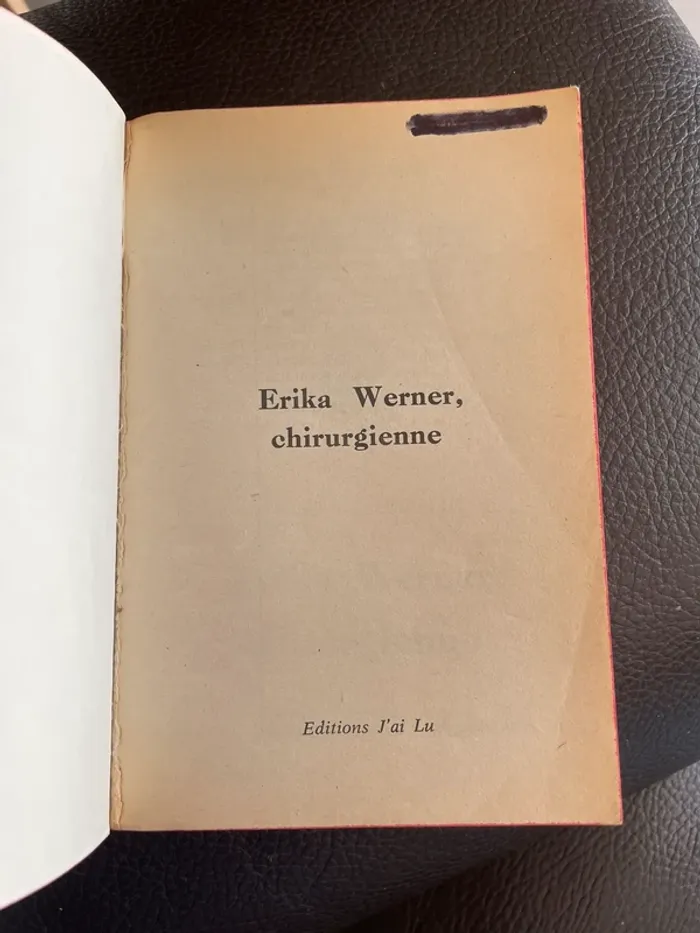 Erika Werner,
chirurgienne
Editions J'ai Lu